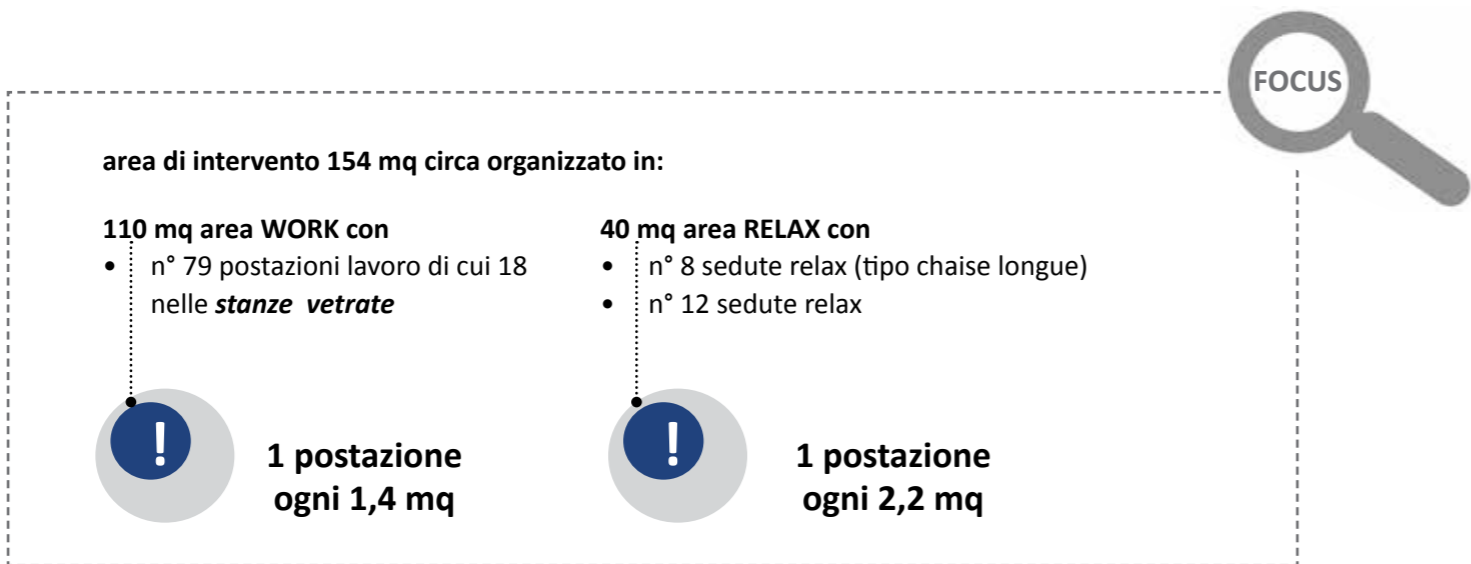 FOCUS
area di intervento 154 mq circa organizzato in:
110 mq area WORK con
• n° 79 postazioni lavoro di cui 18
nelle stanze vetrate
40 mq area RELAX con
• n° 8 sedute relax (tipo chaise longue)
• n° 12 sedute relax
!
1 postazione
ogni 1,4 mq
!
1 postazione
ogni 2,2 mq